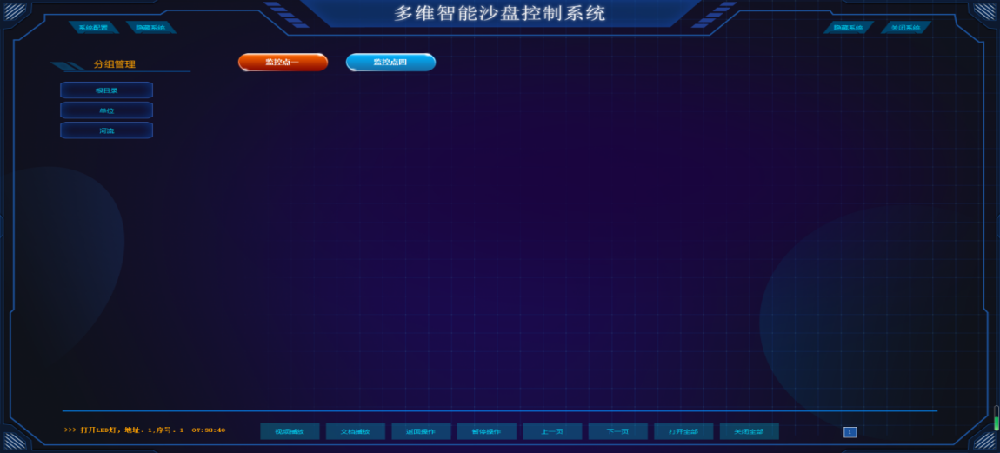 多维智能沙盘控制系统
系统配置 隐藏系统 隐藏系统 关闭系统
分组管理
监控点一 监控点四
根目录
单位
河流
>>> 打开LED灯，地址：1;序号：1 07:38:40
视频播放 文档播放 返回操作 暂停操作 上一页 下一页 打开全部 关闭全部
1